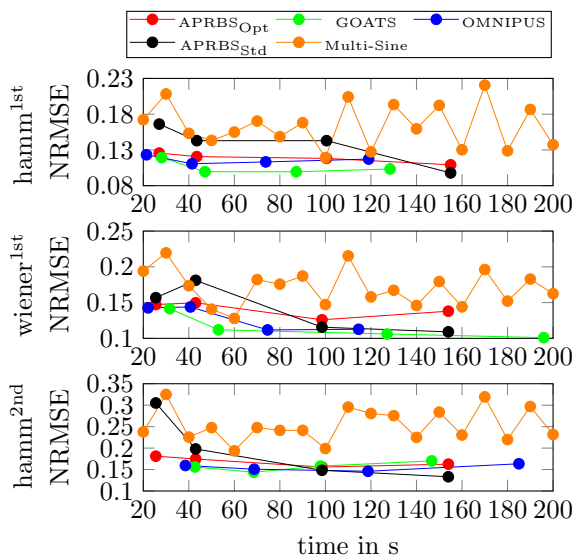 APRBS_Opt GOATS OMNIPUS
APRBS_Std Multi-Sine
hamm^1st
NRMSE
0.23
0.18
0.13
0.08
20 40 60 80 100 120 140 160 180 200
wiener^1st
NRMSE
0.25
0.2
0.15
0.1
20 40 60 80 100 120 140 160 180 200
hamm^2nd
NRMSE
0.35
0.3
0.25
0.2
0.15
0.1
20 40 60 80 100 120 140 160 180 200
time in s